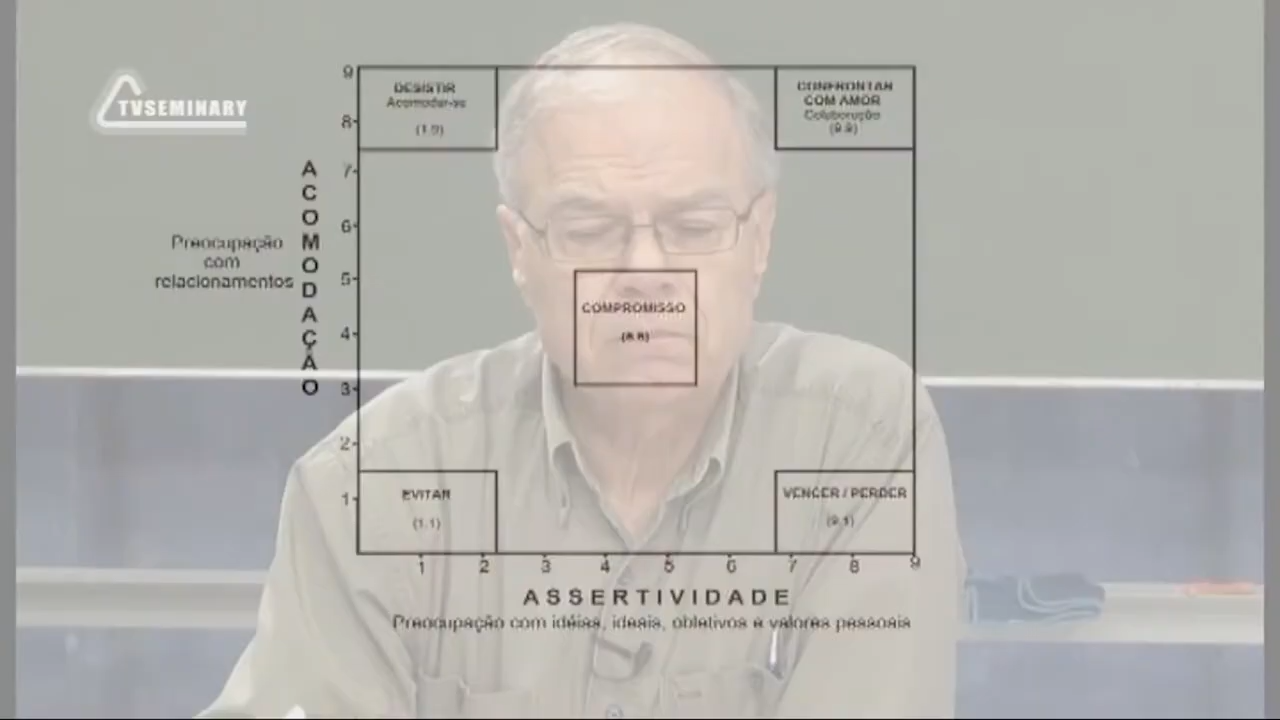 TVSEMINARY
9
DESISTIR
Acomodar-se
(1.9)
CONFRONTAR
COM AMOR
Colaboração
(9.9)
8
7
6
5
4
3
2
1
ACOMODAÇÃO
Preocupação
com
relacionamentos
COMPROMISSO
EVITAR
(1.1)
VENCER / PERDER
(9.1)
1 2 3 4 5 6 7 8 9
ASSERTIVIDADE
Preocupação com idéias, ideais, objetivos e valores pessoais